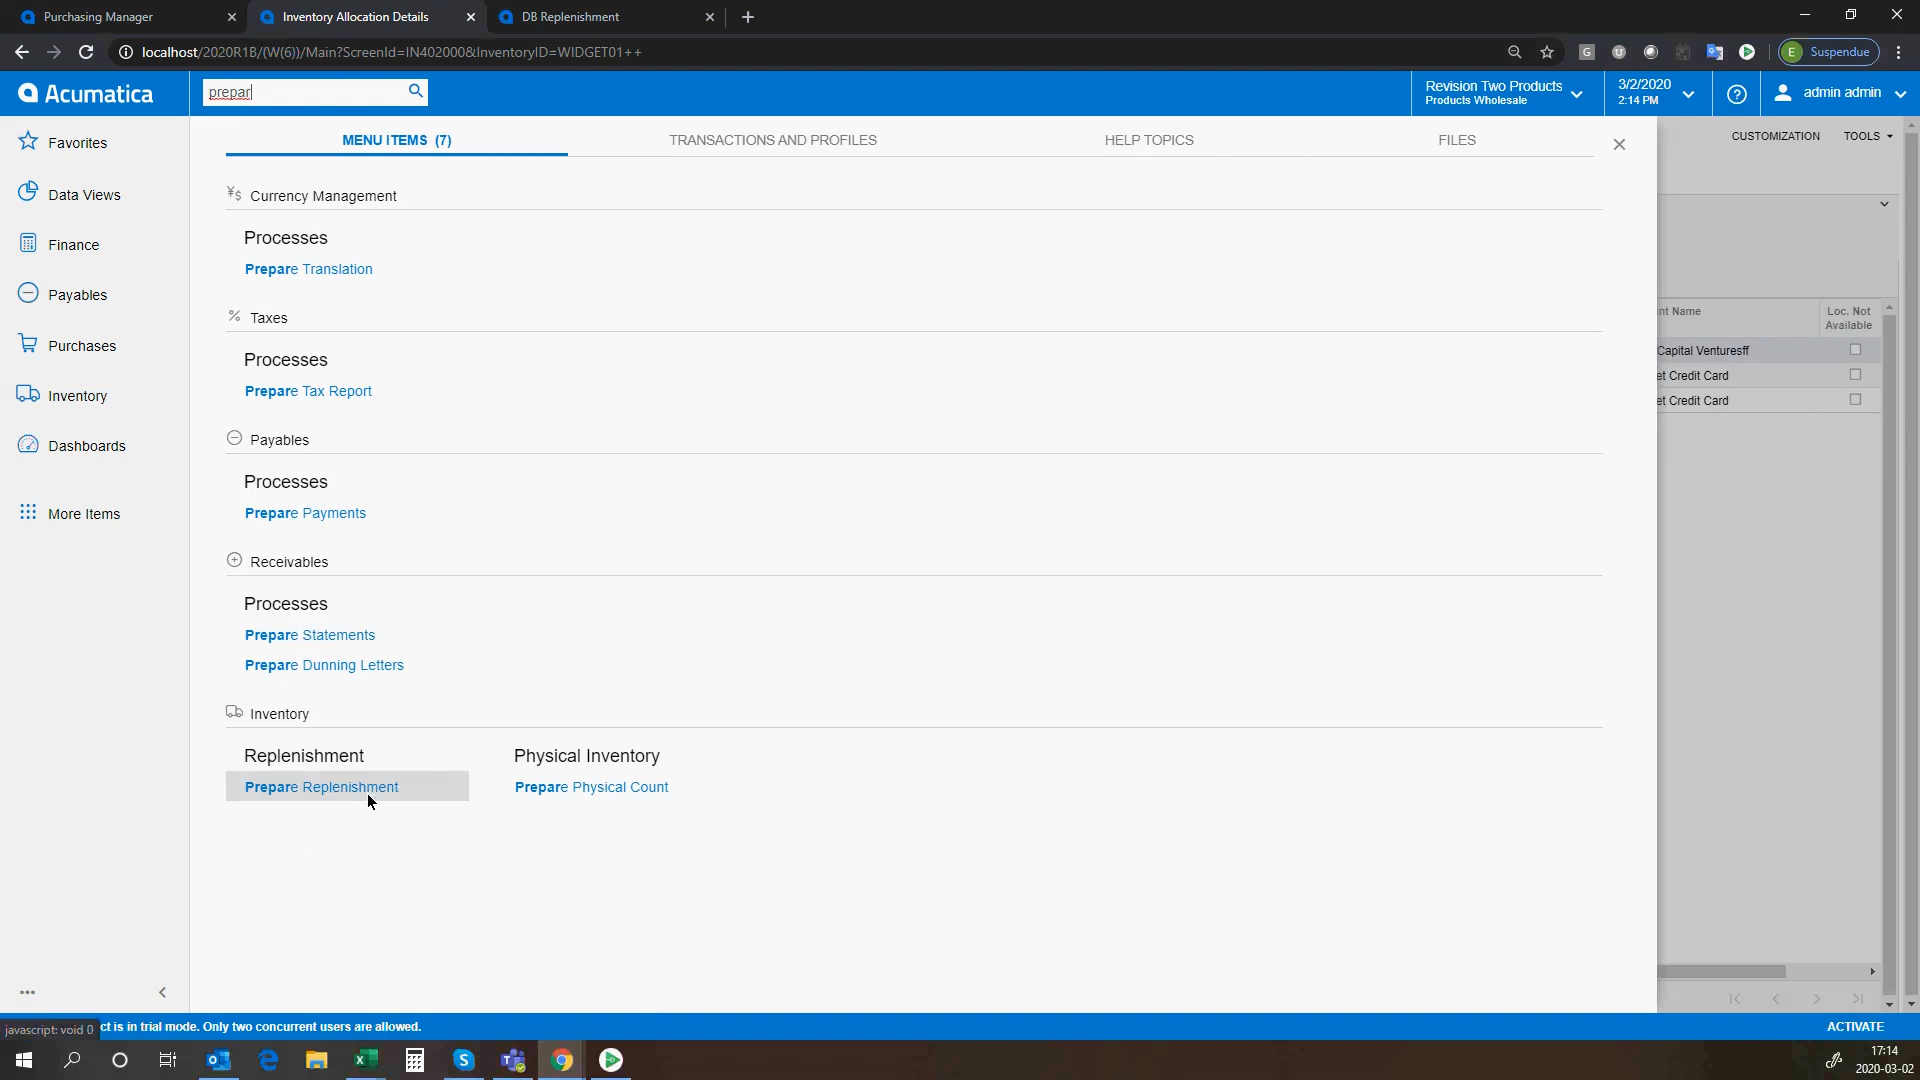 Purchasing Manager
Inventory Allocation Details
DB Replenishment
localhost/2020R1B/(W(6))/Main?ScreenId=IN402000&InventoryID=WIDGET01++
G
E Suspendue
Acumatica
prepar
Revision Two Products
Products Wholesale
3/2/2020
2:14 PM
admin admin
Favorites
Data Views
Finance
Payables
Purchases
Inventory
Dashboards
More Items
MENU ITEMS (7)
TRANSACTIONS AND PROFILES
HELP TOPICS
FILES
CUSTOMIZATION
TOOLS
Currency Management
Processes
Prepare Translation
Taxes
Processes
Prepare Tax Report
Payables
Processes
Prepare Payments
Receivables
Processes
Prepare Statements
Prepare Dunning Letters
Inventory
Replenishment
Physical Inventory
Prepare Replenishment
Prepare Physical Count
nt Name
Loc. Not
Available
Capital Venturesff
et Credit Card
et Credit Card
javascript: void 0
ct is in trial mode. Only two concurrent users are allowed.
ACTIVATE
17:14
2020-03-02